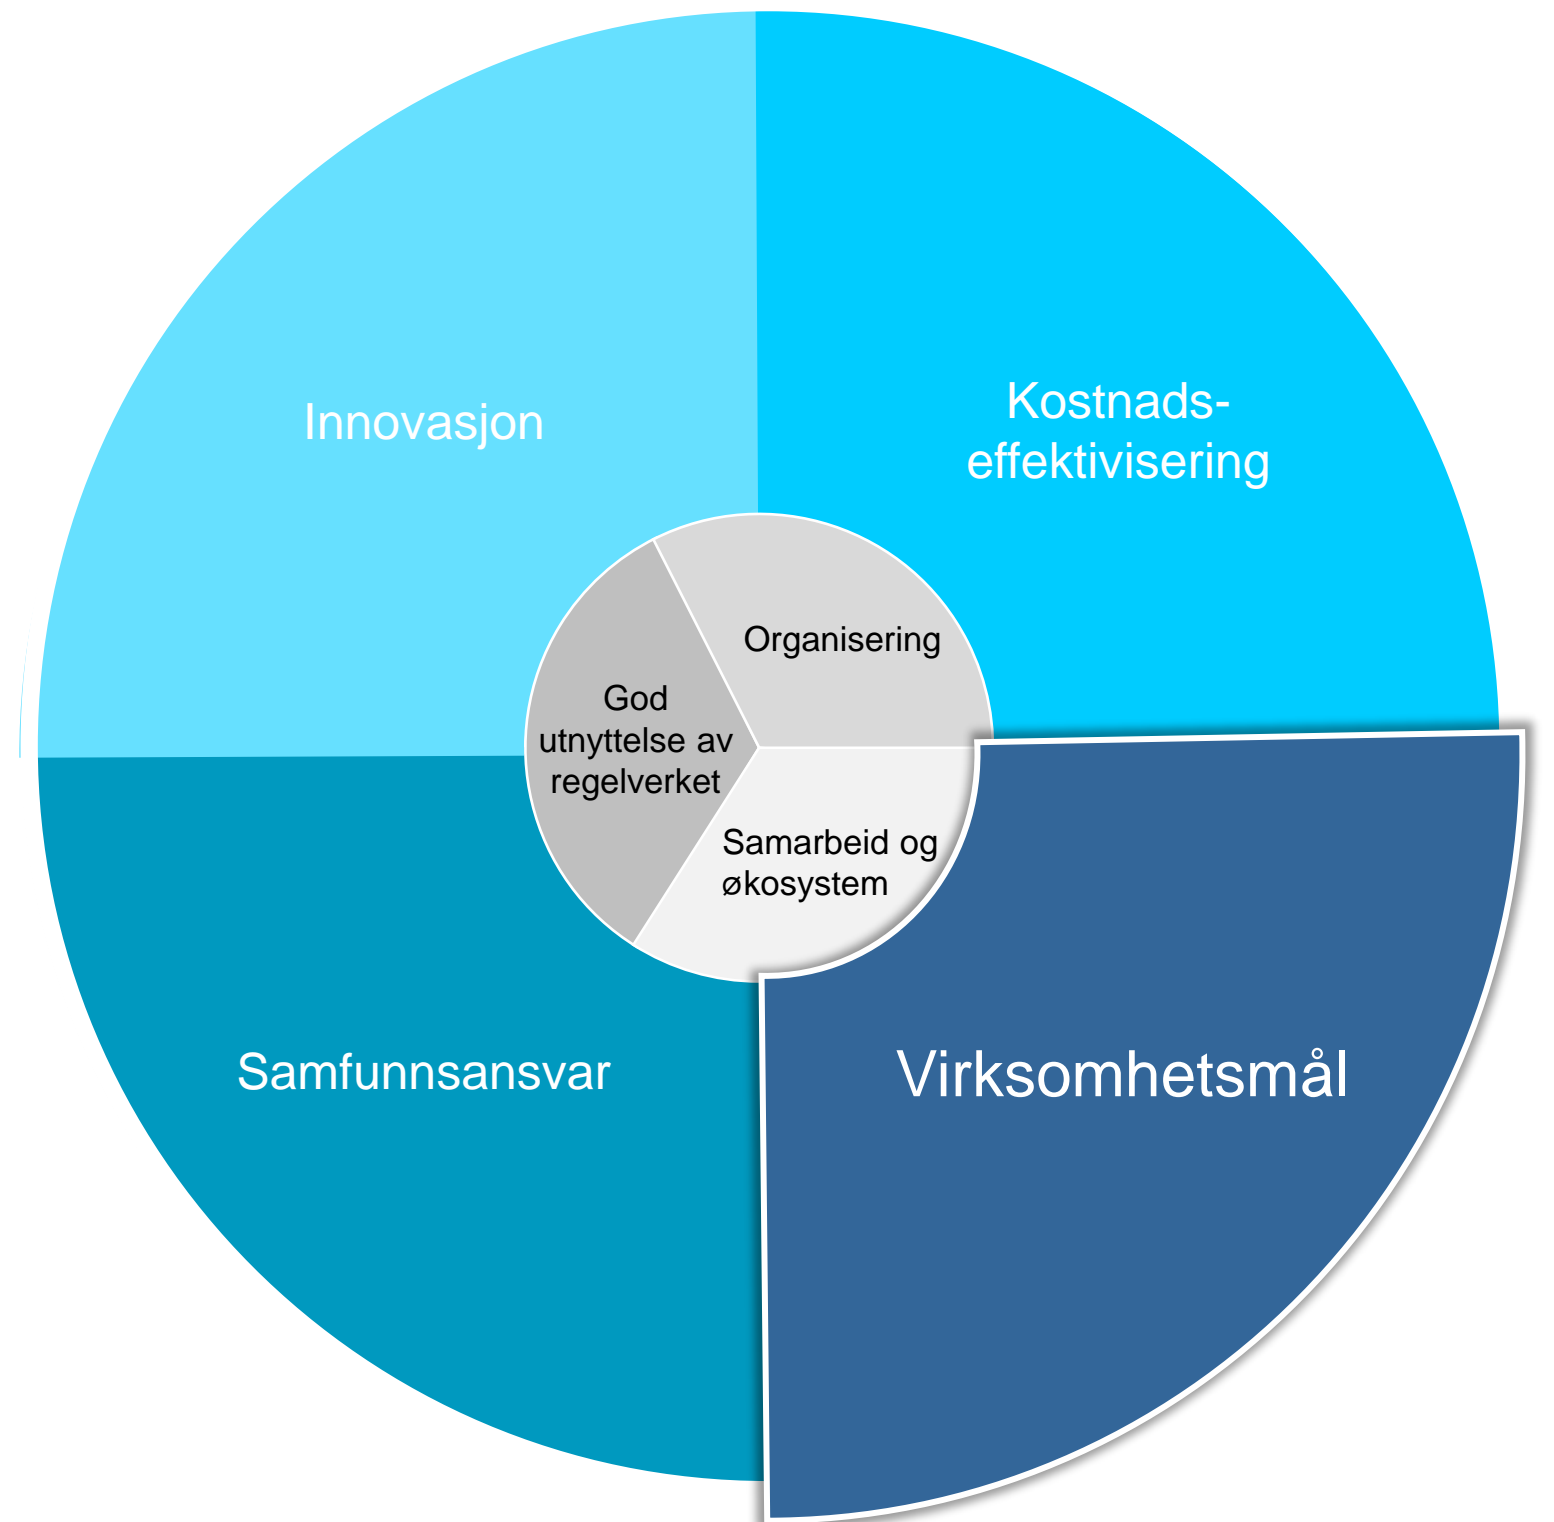 Innovasjon
Kostnads-
effektivisering
Organisering
God
utnyttelse av
regelverket
Samarbeid og
økosystem
Samfunnsansvar
Virksomhetsmål